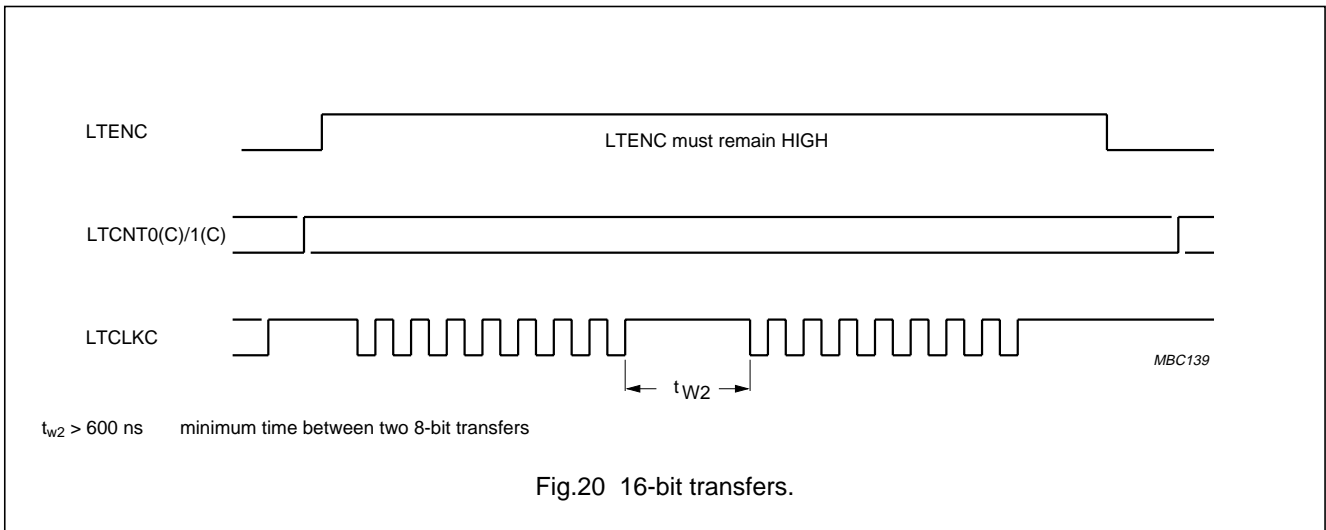 LTENC
LTENC must remain HIGH
LTCNT0(C)/1(C)
LTCLKC
MBC139
t W2
tw2 > 600 ns minimum time between two 8-bit transfers
Fig.20 16-bit transfers.